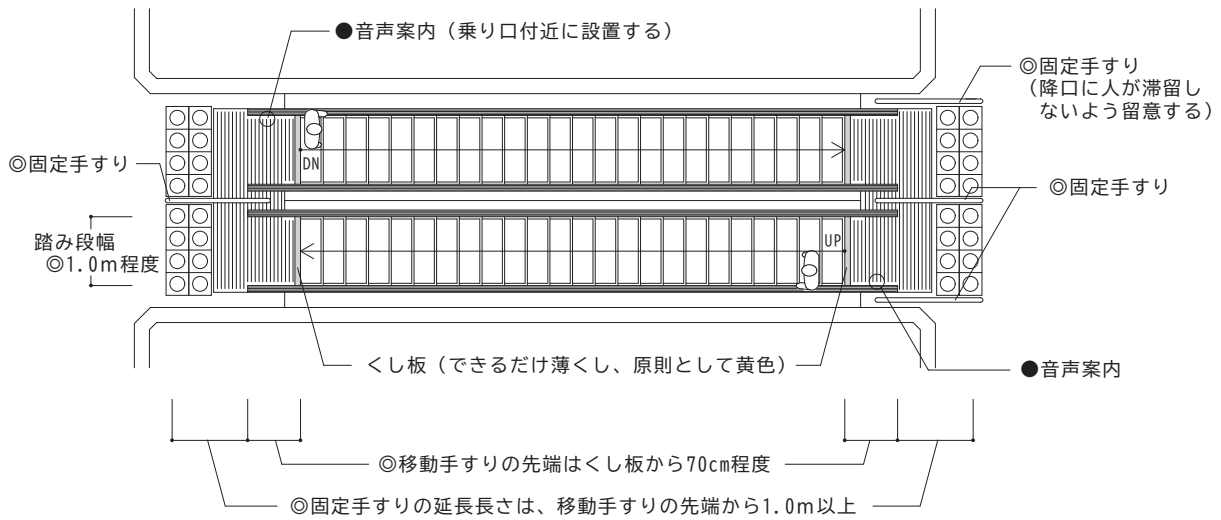 ●音声案内（乗り口付近に設置する）
◎固定手すり
（降口に人が滞留し
ないよう留意する）
◎固定手すり
DN
◎固定手すり
踏み段幅
◎1.0m程度
UP
くし板（できるだけ薄くし、原則として黄色）
●音声案内
◎移動手すりの先端はくし板から70cm程度
◎固定手すりの延長長さは、移動手すりの先端から1.0m以上